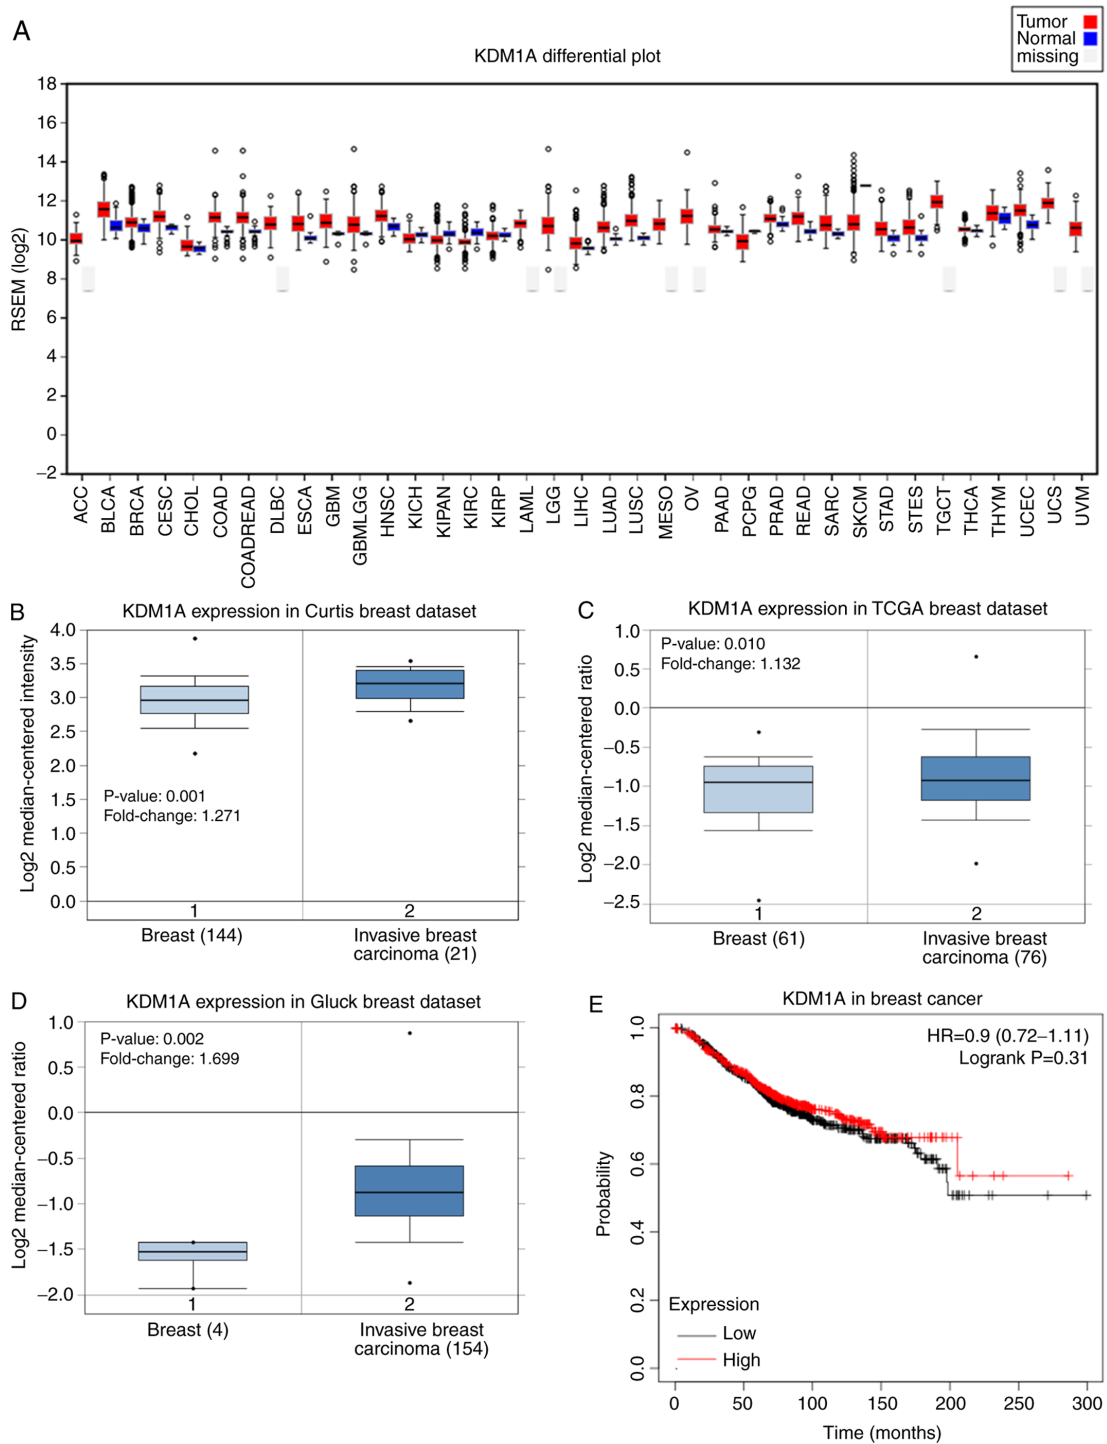 A
Tumor
Normal
missing
KDM1A differential plot
RSEM (log2)
18
16
14
12
10
8
6
4
2
0
−2
ACC
BLCA
BRCA
CESC
CHOL
COAD
COADREAD
DLBC
ESCA
GBM
GBMLGG
HNSC
KICH
KIPAN
KIRC
KIRP
LAML
LGG
LIHC
LUAD
LUSC
MESO
OV
PAAD
PCPG
PRAD
READ
SARC
SKCM
STAD
STES
TGCT
THCA
THYM
UCEC
UCS
UVM
B
KDM1A expression in Curtis breast dataset
Log2 median-centered intensity
4.0
3.5
3.0
2.5
2.0
1.5
1.0
0.5
0.0
P-value: 0.001
Fold-change: 1.271
1
2
Breast (144)
Invasive breast
carcinoma (21)
C
KDM1A expression in TCGA breast dataset
Log2 median-centered ratio
1.0
0.5
0.0
−0.5
−1.0
−1.5
−2.0
−2.5
P-value: 0.010
Fold-change: 1.132
1
2
Breast (61)
Invasive breast
carcinoma (76)
D
KDM1A expression in Gluck breast dataset
Log2 median-centered ratio
1.0
0.5
0.0
−0.5
−1.0
−1.5
−2.0
P-value: 0.002
Fold-change: 1.699
1
2
Breast (4)
Invasive breast
carcinoma (154)
E
KDM1A in breast cancer
HR=0.9 (0.72−1.11)
Logrank P=0.31
Probability
1.0
0.8
0.6
0.4
0.2
0.0
Expression
Low
High
0
50
100
150
200
250
300
Time (months)